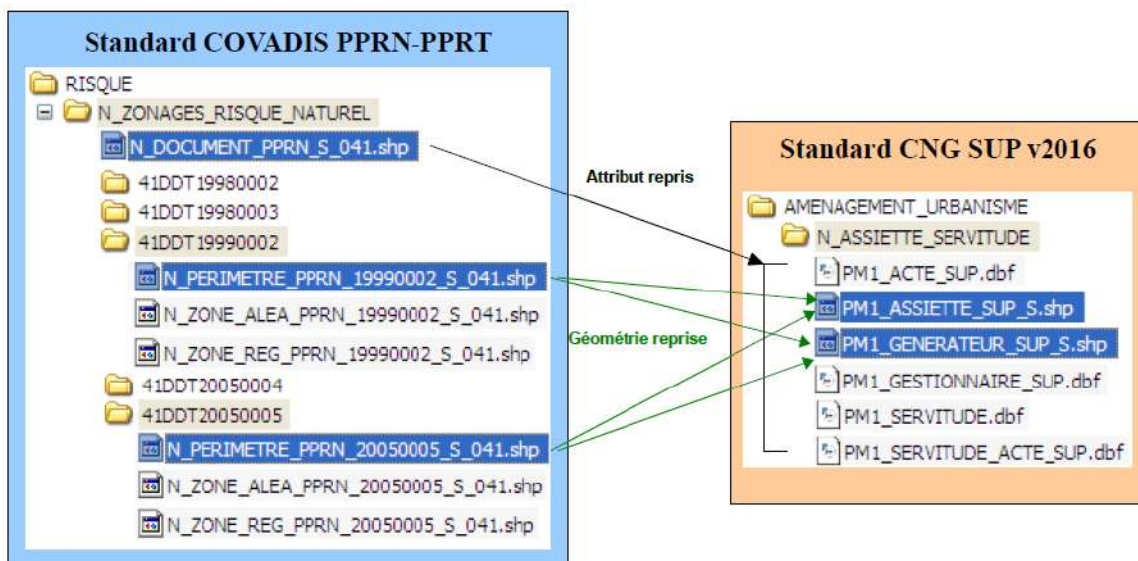 Standard COVADIS PPRN-PPRT
RISQUE
N_ZONAGES_RISQUE_NATUREL
N_DOCUMENT_PPRN_S_041.shp
41DDT19980002
41DDT19980003
41DDT19990002
N_PERIMETRE_PPRN_19990002_S_041.shp
N_ZONE_ALEA_PPRN_19990002_S_041.shp
N_ZONE_REG_PPRN_19990002_S_041.shp
41DDT20050004
41DDT20050005
N_PERIMETRE_PPRN_20050005_S_041.shp
N_ZONE_ALEA_PPRN_20050005_S_041.shp
N_ZONE_REG_PPRN_20050005_S_041.shp
Attribut repris
Géométrie reprise
Standard CNG SUP v2016
AMENAGEMENT_URBANISME
N_ASSIETTE_SERVITUDE
PM1_ACTE_SUP.dbf
PM1_ASSIETTE_SUP_S.shp
PM1_GENERATEUR_SUP_S.shp
PM1_GESTIONNAIRE_SUP.dbf
PM1_SERVITUDE.dbf
PM1_SERVITUDE_ACTE_SUP.dbf